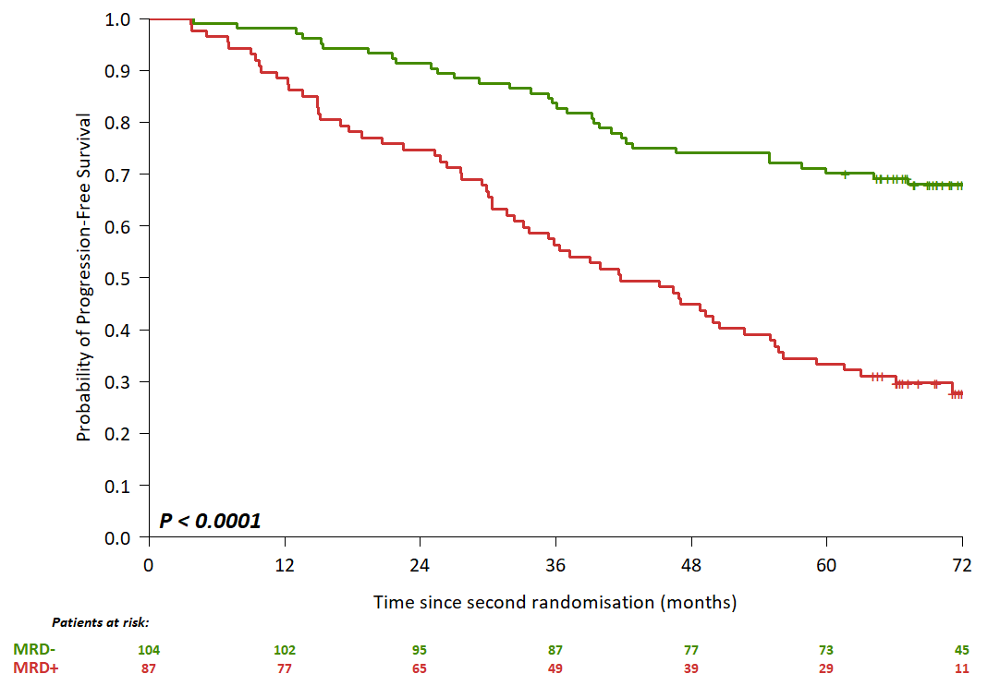 1.0
0.9
0.8
0.7
0.6
0.5
0.4
0.3
0.2
0.1
0.0
Probability of Progression-Free Survival
P < 0.0001
0 12 24 36 48 60 72
Time since second randomisation (months)
Patients at risk:
MRD- 104 102 95 87 77 73 45
MRD+ 87 77 65 49 39 29 11